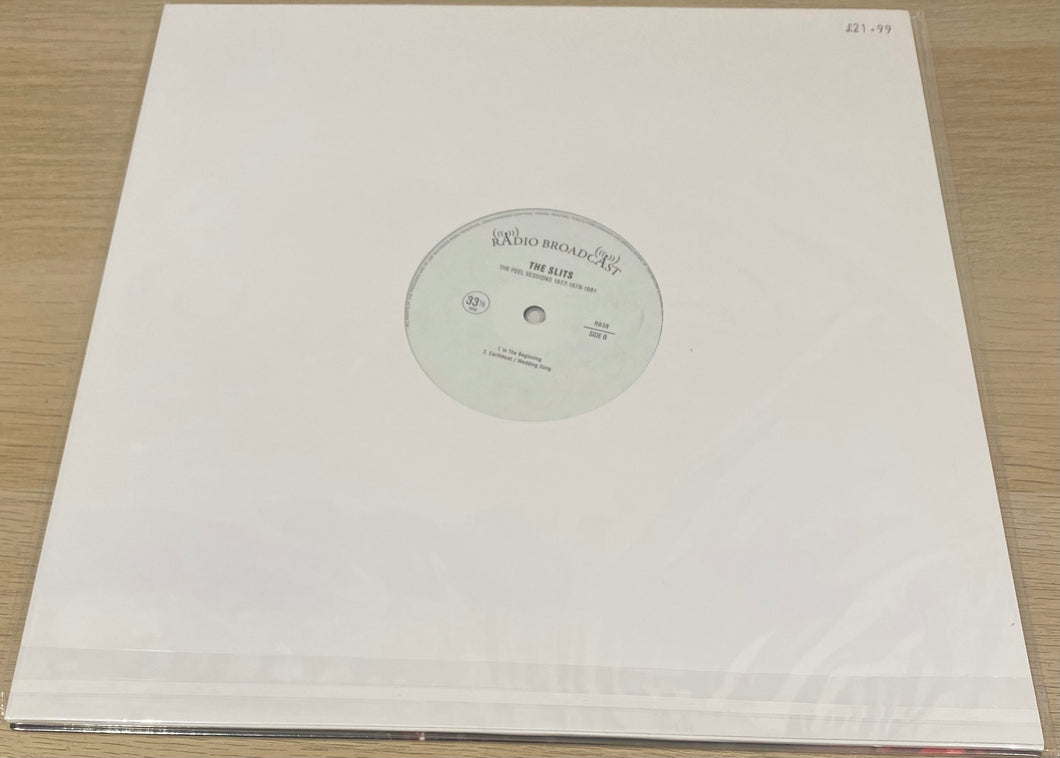 £21.99
RADIO BROADCAST
THE SLITS
THE PEEL SESSIONS 1977-1978-1981
33⅓
RPM
RB38
SIDE B
1. In The Beginning
2. Earthbeat / Wedding Song